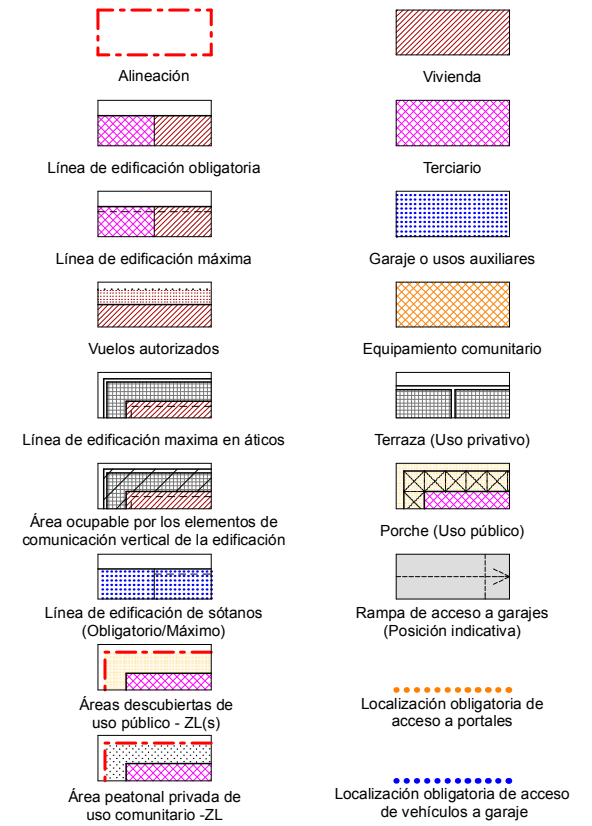 Alineación
Vivienda
Línea de edificación obligatoria
Terciario
Línea de edificación máxima
Garaje o usos auxiliares
Vuelos autorizados
Equipamiento comunitario
Línea de edificación maxima en áticos
Terraza (Uso privativo)
Área ocupable por los elementos de
comunicación vertical de la edificación
Porche (Uso público)
Línea de edificación de sótanos
(Obligatorio/Máximo)
Rampa de acceso a garajes
(Posición indicativa)
Áreas descubiertas de
uso público - ZL(s)
Localización obligatoria de
acceso a portales
Área peatonal privada de
uso comunitario -ZL
Localización obligatoria de acceso
de vehículos a garaje